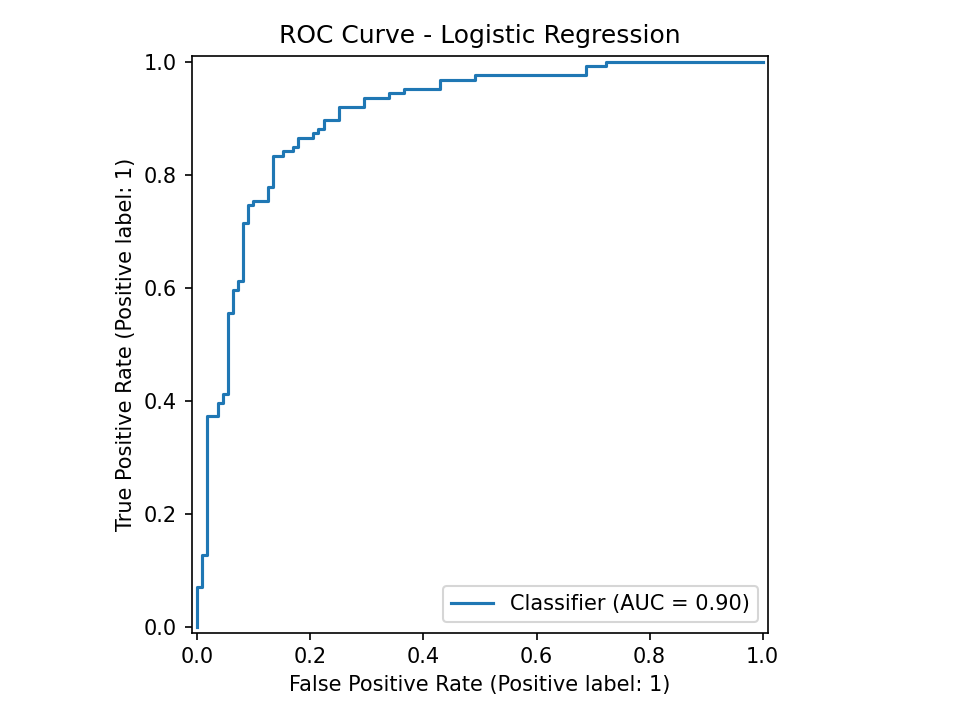 ROC Curve - Logistic Regression
1.0
0.8
0.6
0.4
0.2
0.0
True Positive Rate (Positive label: 1)
Classifier (AUC = 0.90)
0.0 0.2 0.4 0.6 0.8 1.0
False Positive Rate (Positive label: 1)